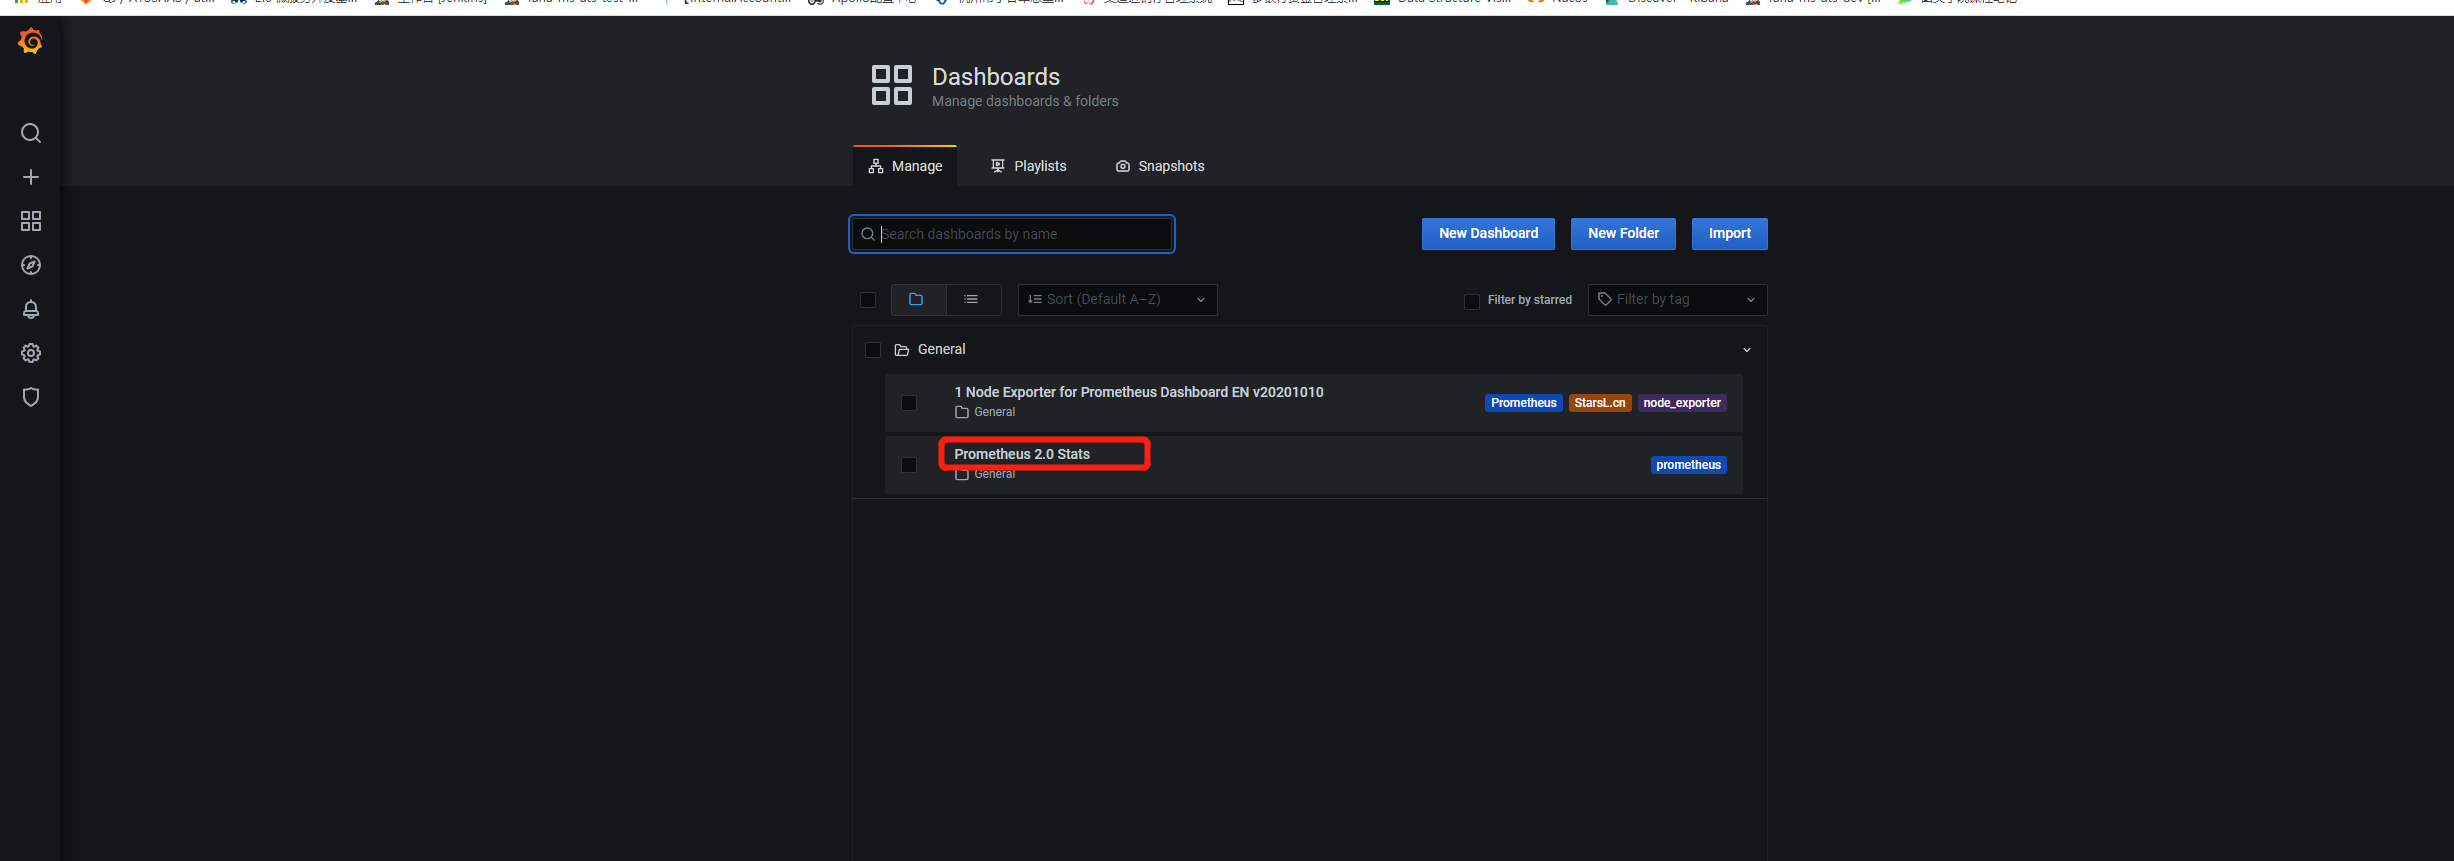 Dashboards
Manage dashboards & folders
Manage
Playlists
Snapshots
Search dashboards by name
New Dashboard
New Folder
Import
Sort (Default A–Z)
Filter by starred
Filter by tag
General
1 Node Exporter for Prometheus Dashboard EN v20201010
General
Prometheus
StarsL.cn
node_exporter
Prometheus 2.0 Stats
General
prometheus